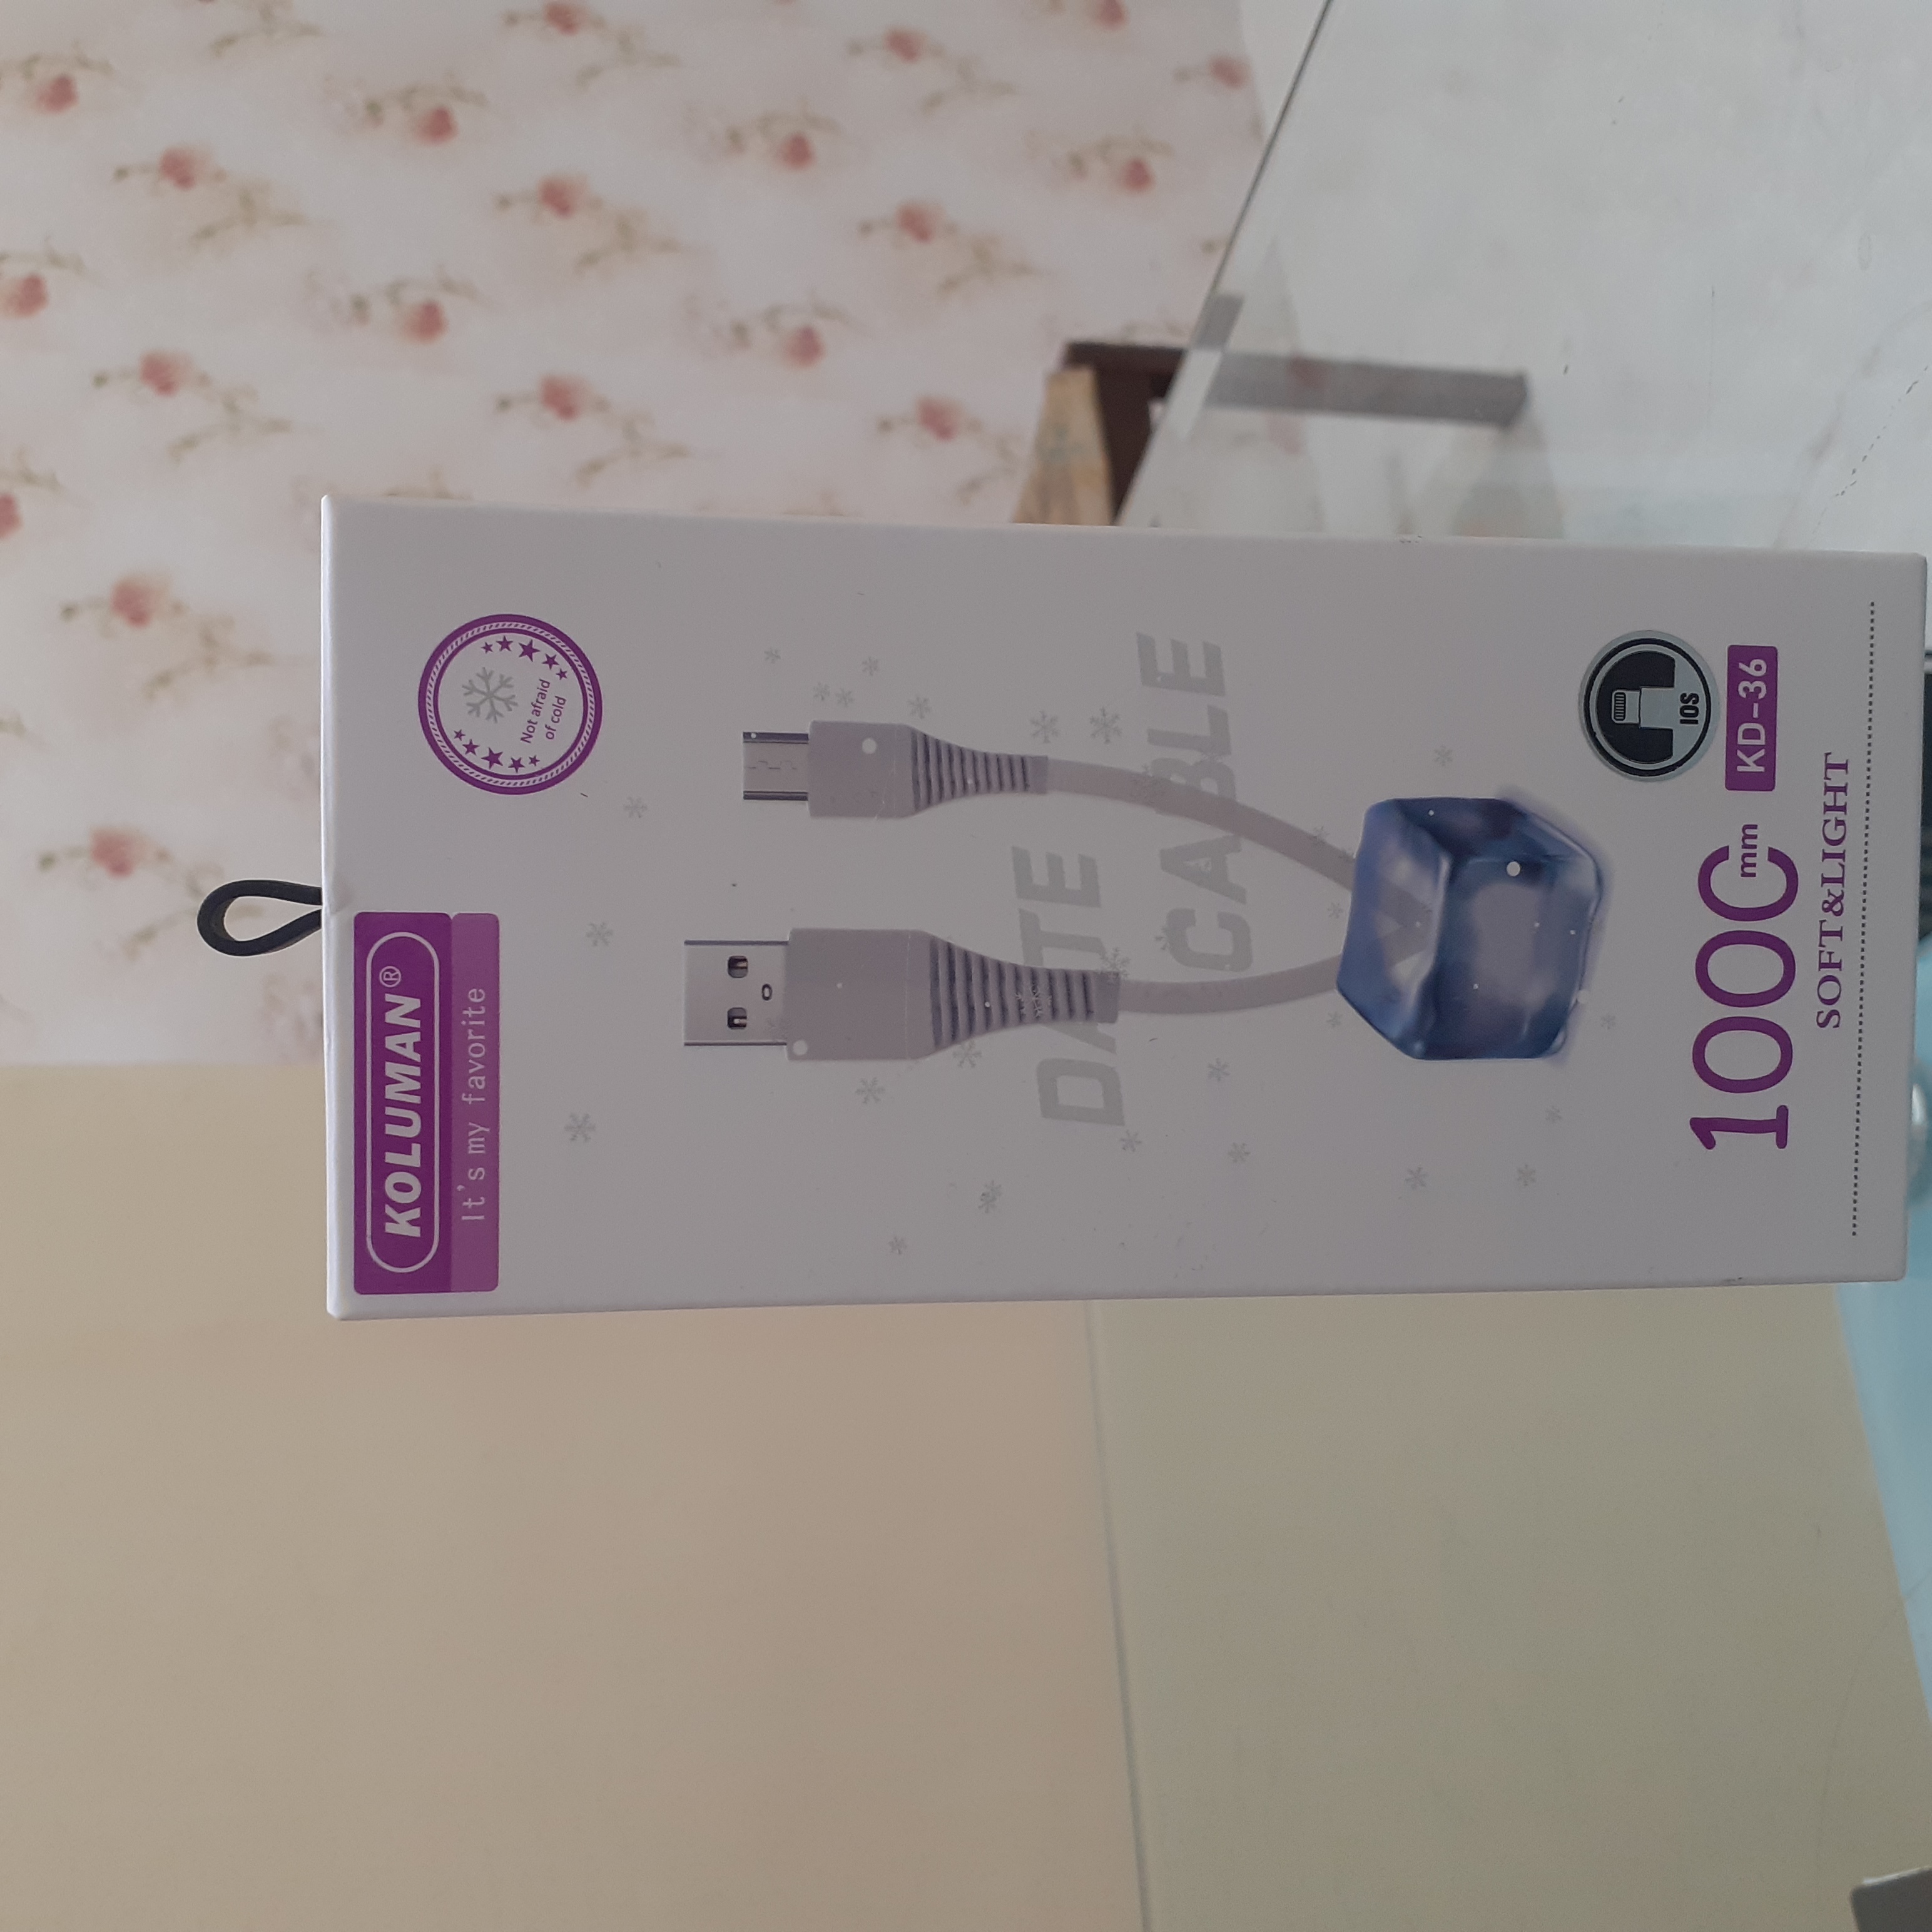 KOLUMAN®
It's my favorite
Not afraid
of cold
DATE
CABLE
IOS
1000mm
KD-36
SOFT&LIGHT